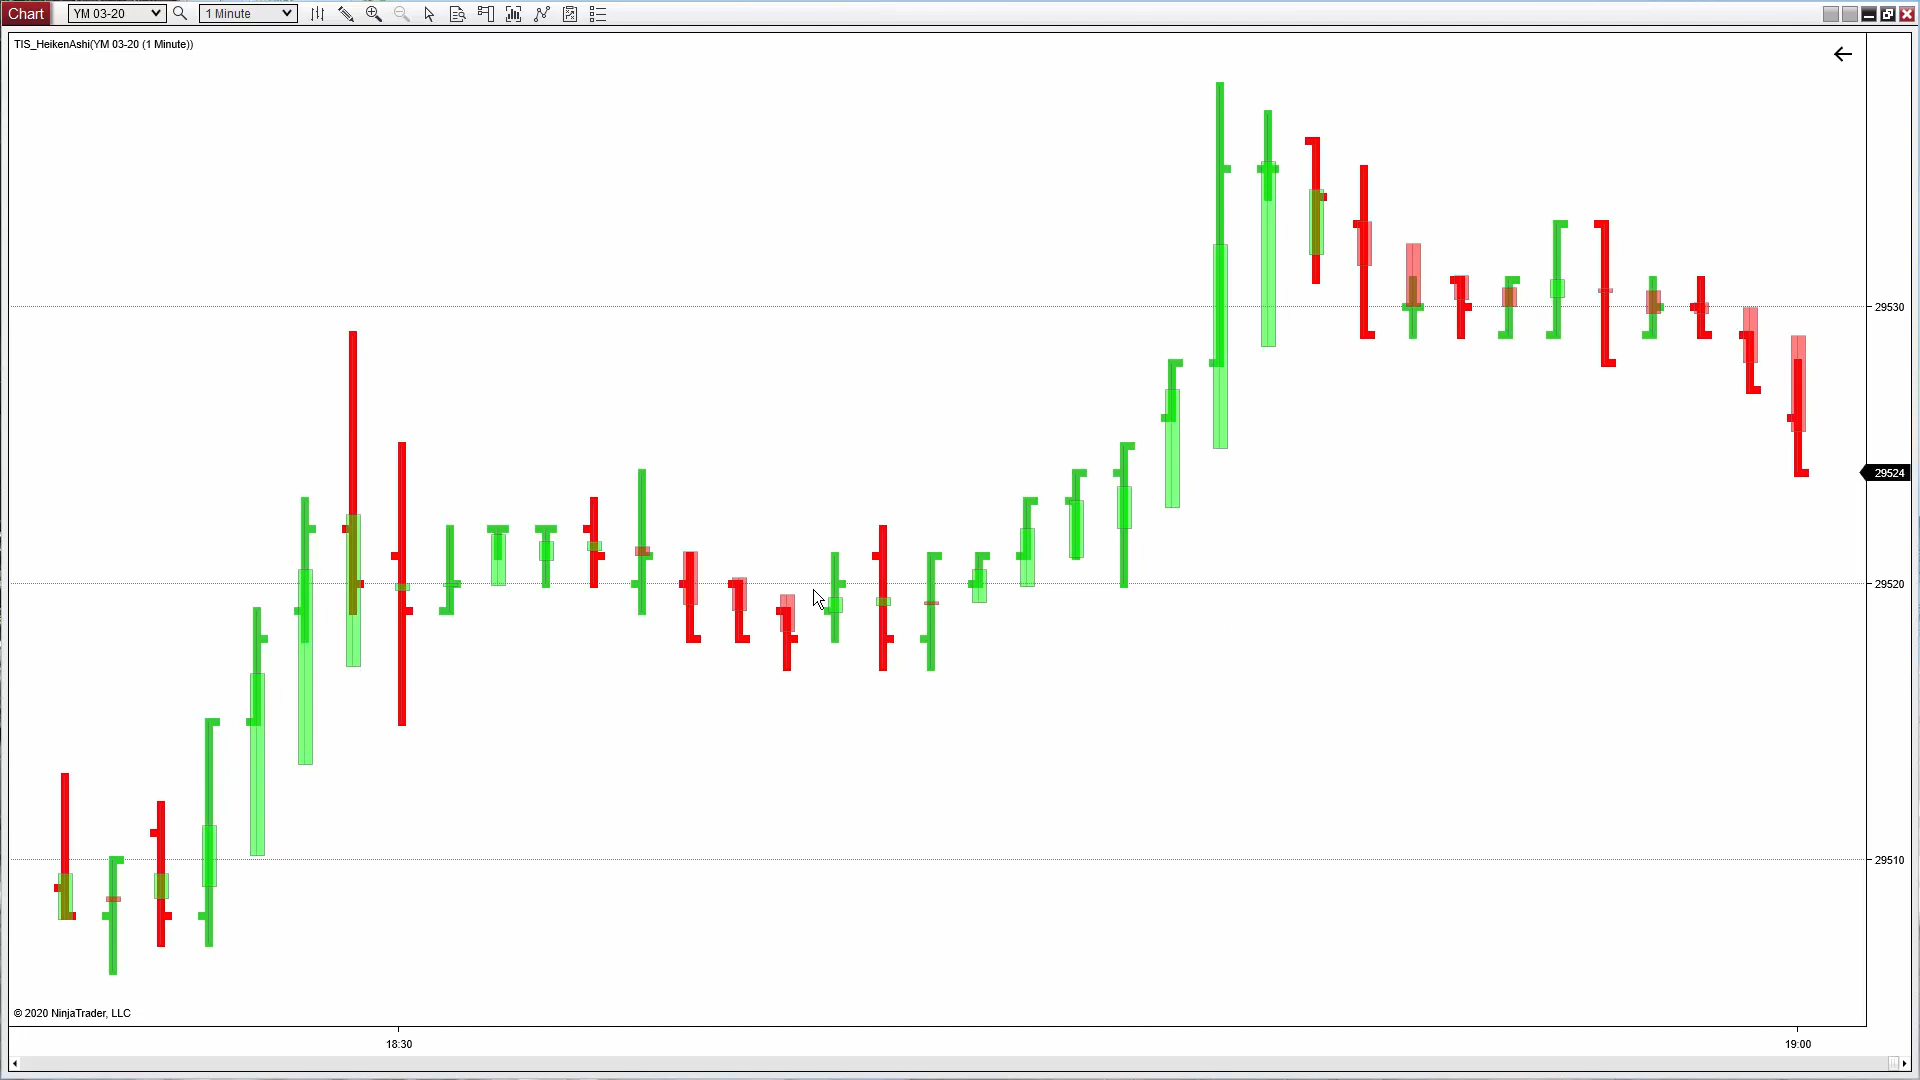 Chart YM 03-20 1 Minute
TIS_HeikenAshi(YM 03-20 (1 Minute))
29530
29524
29520
29510
© 2020 NinjaTrader, LLC
18:30 19:00